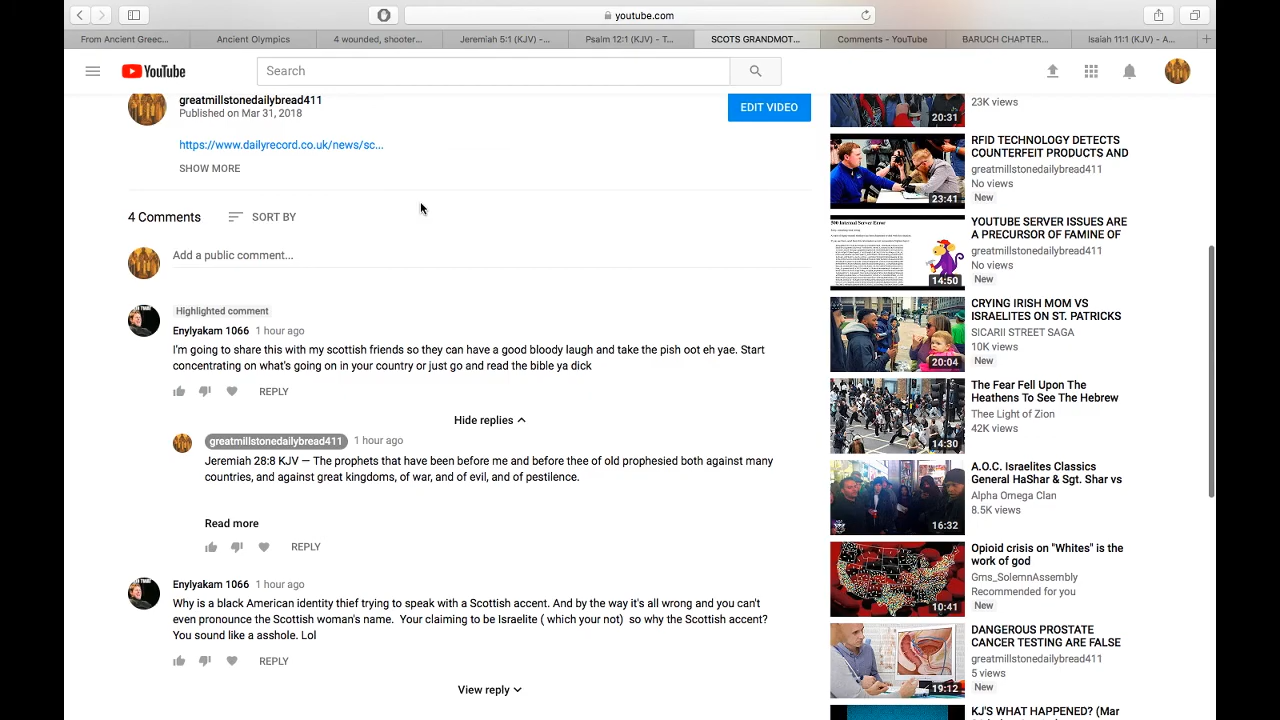 youtube.com
From Ancient Greec...
Ancient Olympics
4 wounded, shooter...
Jeremiah 5:1 (KJV) -...
Psalm 12:1 (KJV) - T...
SCOTS GRANDMOT...
Comments - YouTube
BARUCH CHAPTER...
Isaiah 11:1 (KJV) - A...
YouTube
Search
greatmillstonedailybread411
Published on Mar 31, 2018
EDIT VIDEO
https://www.dailyrecord.co.uk/news/sc...
SHOW MORE
4 Comments
SORT BY
Add a public comment...
Highlighted comment
Enlyakam 1066 1 hour ago
I'm going to share this with my scottish friends so they can have a good bloody laugh and take the pish oot eh yae. Start
concentrating on what's going on in your country or just go and read the bible ya dick
REPLY
Hide replies
greatmillstonedailybread411 1 hour ago
Jeremiah 28:8 KJV — The prophets that have been before me and before thee of old prophesied both against many
countries, and against great kingdoms, of war, and of evil, and of pestilence.
Read more
REPLY
Enlyakam 1066 1 hour ago
Why is a black American identity thief trying to speak with a Scottish accent. And by the way it's all wrong and you can't
even pronounce the Scottish woman's name. Your claiming to be Israelite ( which your not) so why the Scottish accent?
You sound like a asshole. Lol
REPLY
View reply
20:31
23K views
23:41
RFID TECHNOLOGY DETECTS
COUNTERFEIT PRODUCTS AND
greatmillstonedailybread411
No views
New
500 Internal Server Error
14:50
YOUTUBE SERVER ISSUES ARE
A PRECURSOR OF FAMINE OF
greatmillstonedailybread411
No views
New
20:04
CRYING IRISH MOM VS
ISRAELITES ON ST. PATRICKS
SICARII STREET SAGA
10K views
New
14:30
The Fear Fell Upon The
Heathens To See The Hebrew
Thee Light of Zion
42K views
16:32
A.O.C. Israelites Classics
General HaShar & Sgt. Shar vs
Alpha Omega Clan
8.5K views
10:41
Opioid crisis on "Whites" is the
work of god
Gms_SolemnAssembly
Recommended for you
New
19:12
DANGEROUS PROSTATE
CANCER TESTING ARE FALSE
greatmillstonedailybread411
5 views
New
KJ'S WHAT HAPPENED? (Mar